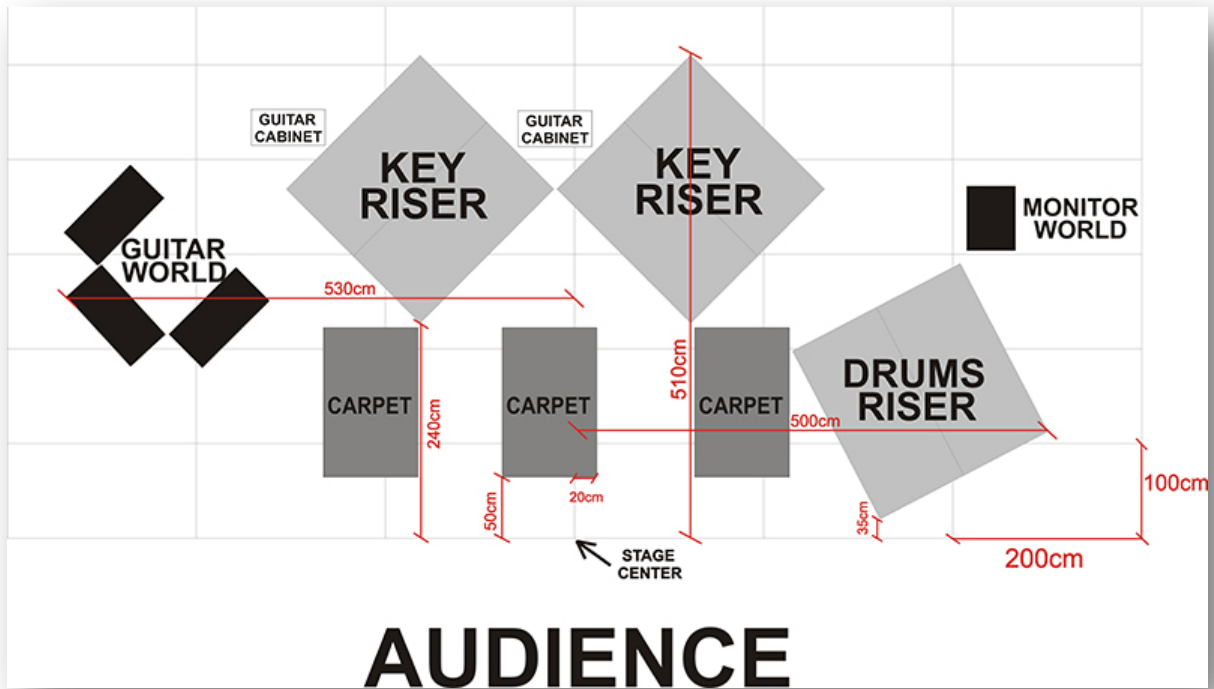 GUITAR
CABINET
GUITAR
CABINET
KEY
RISER
KEY
RISER
MONITOR
WORLD
GUITAR
WORLD
530cm
510cm
DRUMS
RISER
CARPET
CARPET
CARPET
240cm
500cm
100cm
50cm
20cm
35cm
200cm
STAGE
CENTER
AUDIENCE